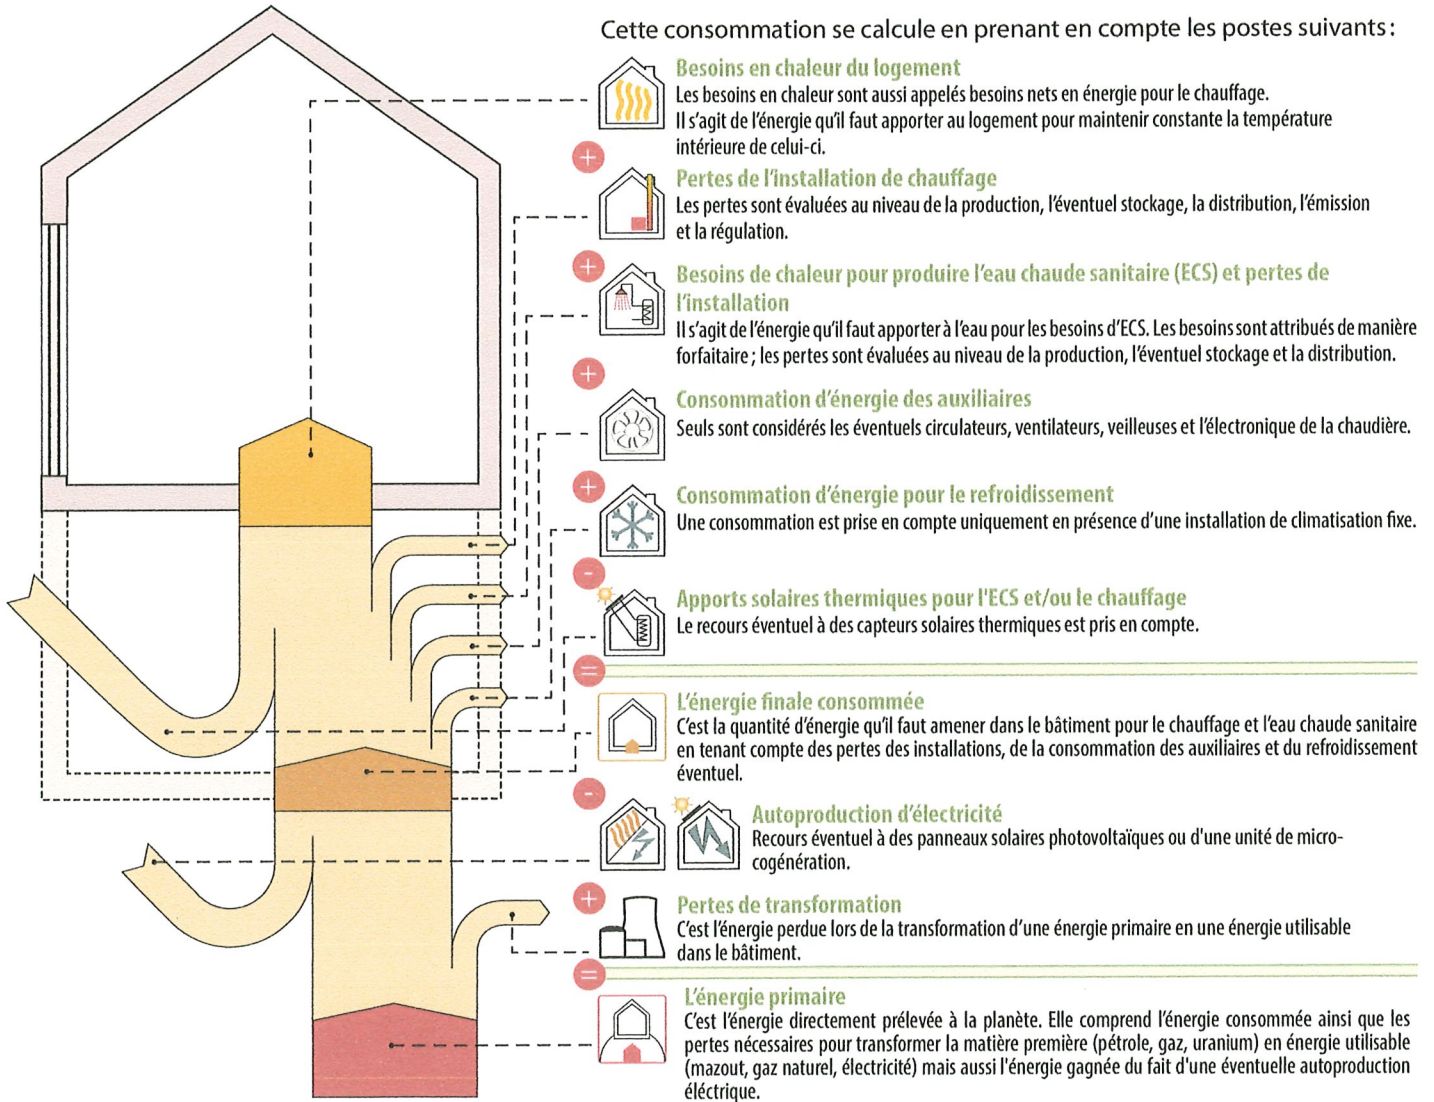 Cette consommation se calcule en prenant en compte les postes suivants :
Besoins en chaleur du logement
Les besoins en chaleur sont aussi appelés besoins nets en énergie pour le chauffage.
Il s'agit de l'énergie qu'il faut apporter au logement pour maintenir constante la température
intérieure de celui-ci.
+
Pertes de l'installation de chauffage
Les pertes sont évaluées au niveau de la production, l'éventuel stockage, la distribution, l'émission
et la régulation.
+
Besoins de chaleur pour produire l'eau chaude sanitaire (ECS) et pertes de
l'installation
Il s'agit de l'énergie qu'il faut apporter à l'eau pour les besoins d'ECS. Les besoins sont attribués de manière
forfaitaire ; les pertes sont évaluées au niveau de la production, l'éventuel stockage et la distribution.
+
Consommation d'énergie des auxiliaires
Seuls sont considérés les éventuels circulateurs, ventilateurs, veilleuses et l'électronique de la chaudière.
+
Consommation d'énergie pour le refroidissement
Une consommation est prise en compte uniquement en présence d'une installation de climatisation fixe.
-
Apports solaires thermiques pour l'ECS et/ou le chauffage
Le recours éventuel à des capteurs solaires thermiques est pris en compte.
=
L'énergie finale consommée
C'est la quantité d'énergie qu'il faut amener dans le bâtiment pour le chauffage et l'eau chaude sanitaire
en tenant compte des pertes des installations, de la consommation des auxiliaires et du refroidissement
éventuel.
-
Autoproduction d'électricité
Recours éventuel à des panneaux solaires photovoltaïques ou d'une unité de micro-
cogénération.
+
Pertes de transformation
C'est l'énergie perdue lors de la transformation d'une énergie primaire en une énergie utilisable
dans le bâtiment.
=
L'énergie primaire
C'est l'énergie directement prélevée à la planète. Elle comprend l'énergie consommée ainsi que les
pertes nécessaires pour transformer la matière première (pétrole, gaz, uranium) en énergie utilisable
(mazout, gaz naturel, électricité) mais aussi l'énergie gagnée du fait d'une éventuelle autoproduction
éléctrique.